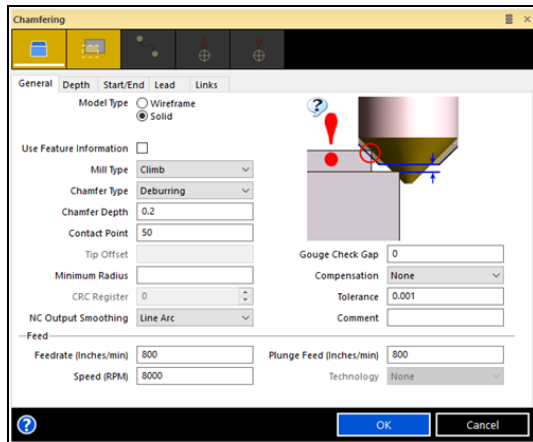 Chamfering
General Depth Start/End Lead Links
Model Type Wireframe
Solid
Use Feature Information
Mill Type Climb
Chamfer Type Deburring
Chamfer Depth 0.2
Contact Point 50
Tip Offset Gouge Check Gap 0
Minimum Radius Compensation None
CRC Register 0 Tolerance 0.001
NC Output Smoothing Line Arc Comment
Feed
Feedrate (Inches/min) 800 Plunge Feed (Inches/min) 800
Speed (RPM) 8000 Technology None
OK Cancel